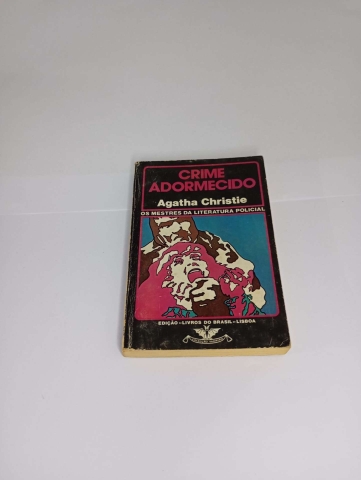 CRIME
ADORMECIDO
Agatha Christie
OS MESTRES DA LITERATURA POLICIAL
EDIÇÃO-LIVROS DO BRASIL-LISBOA